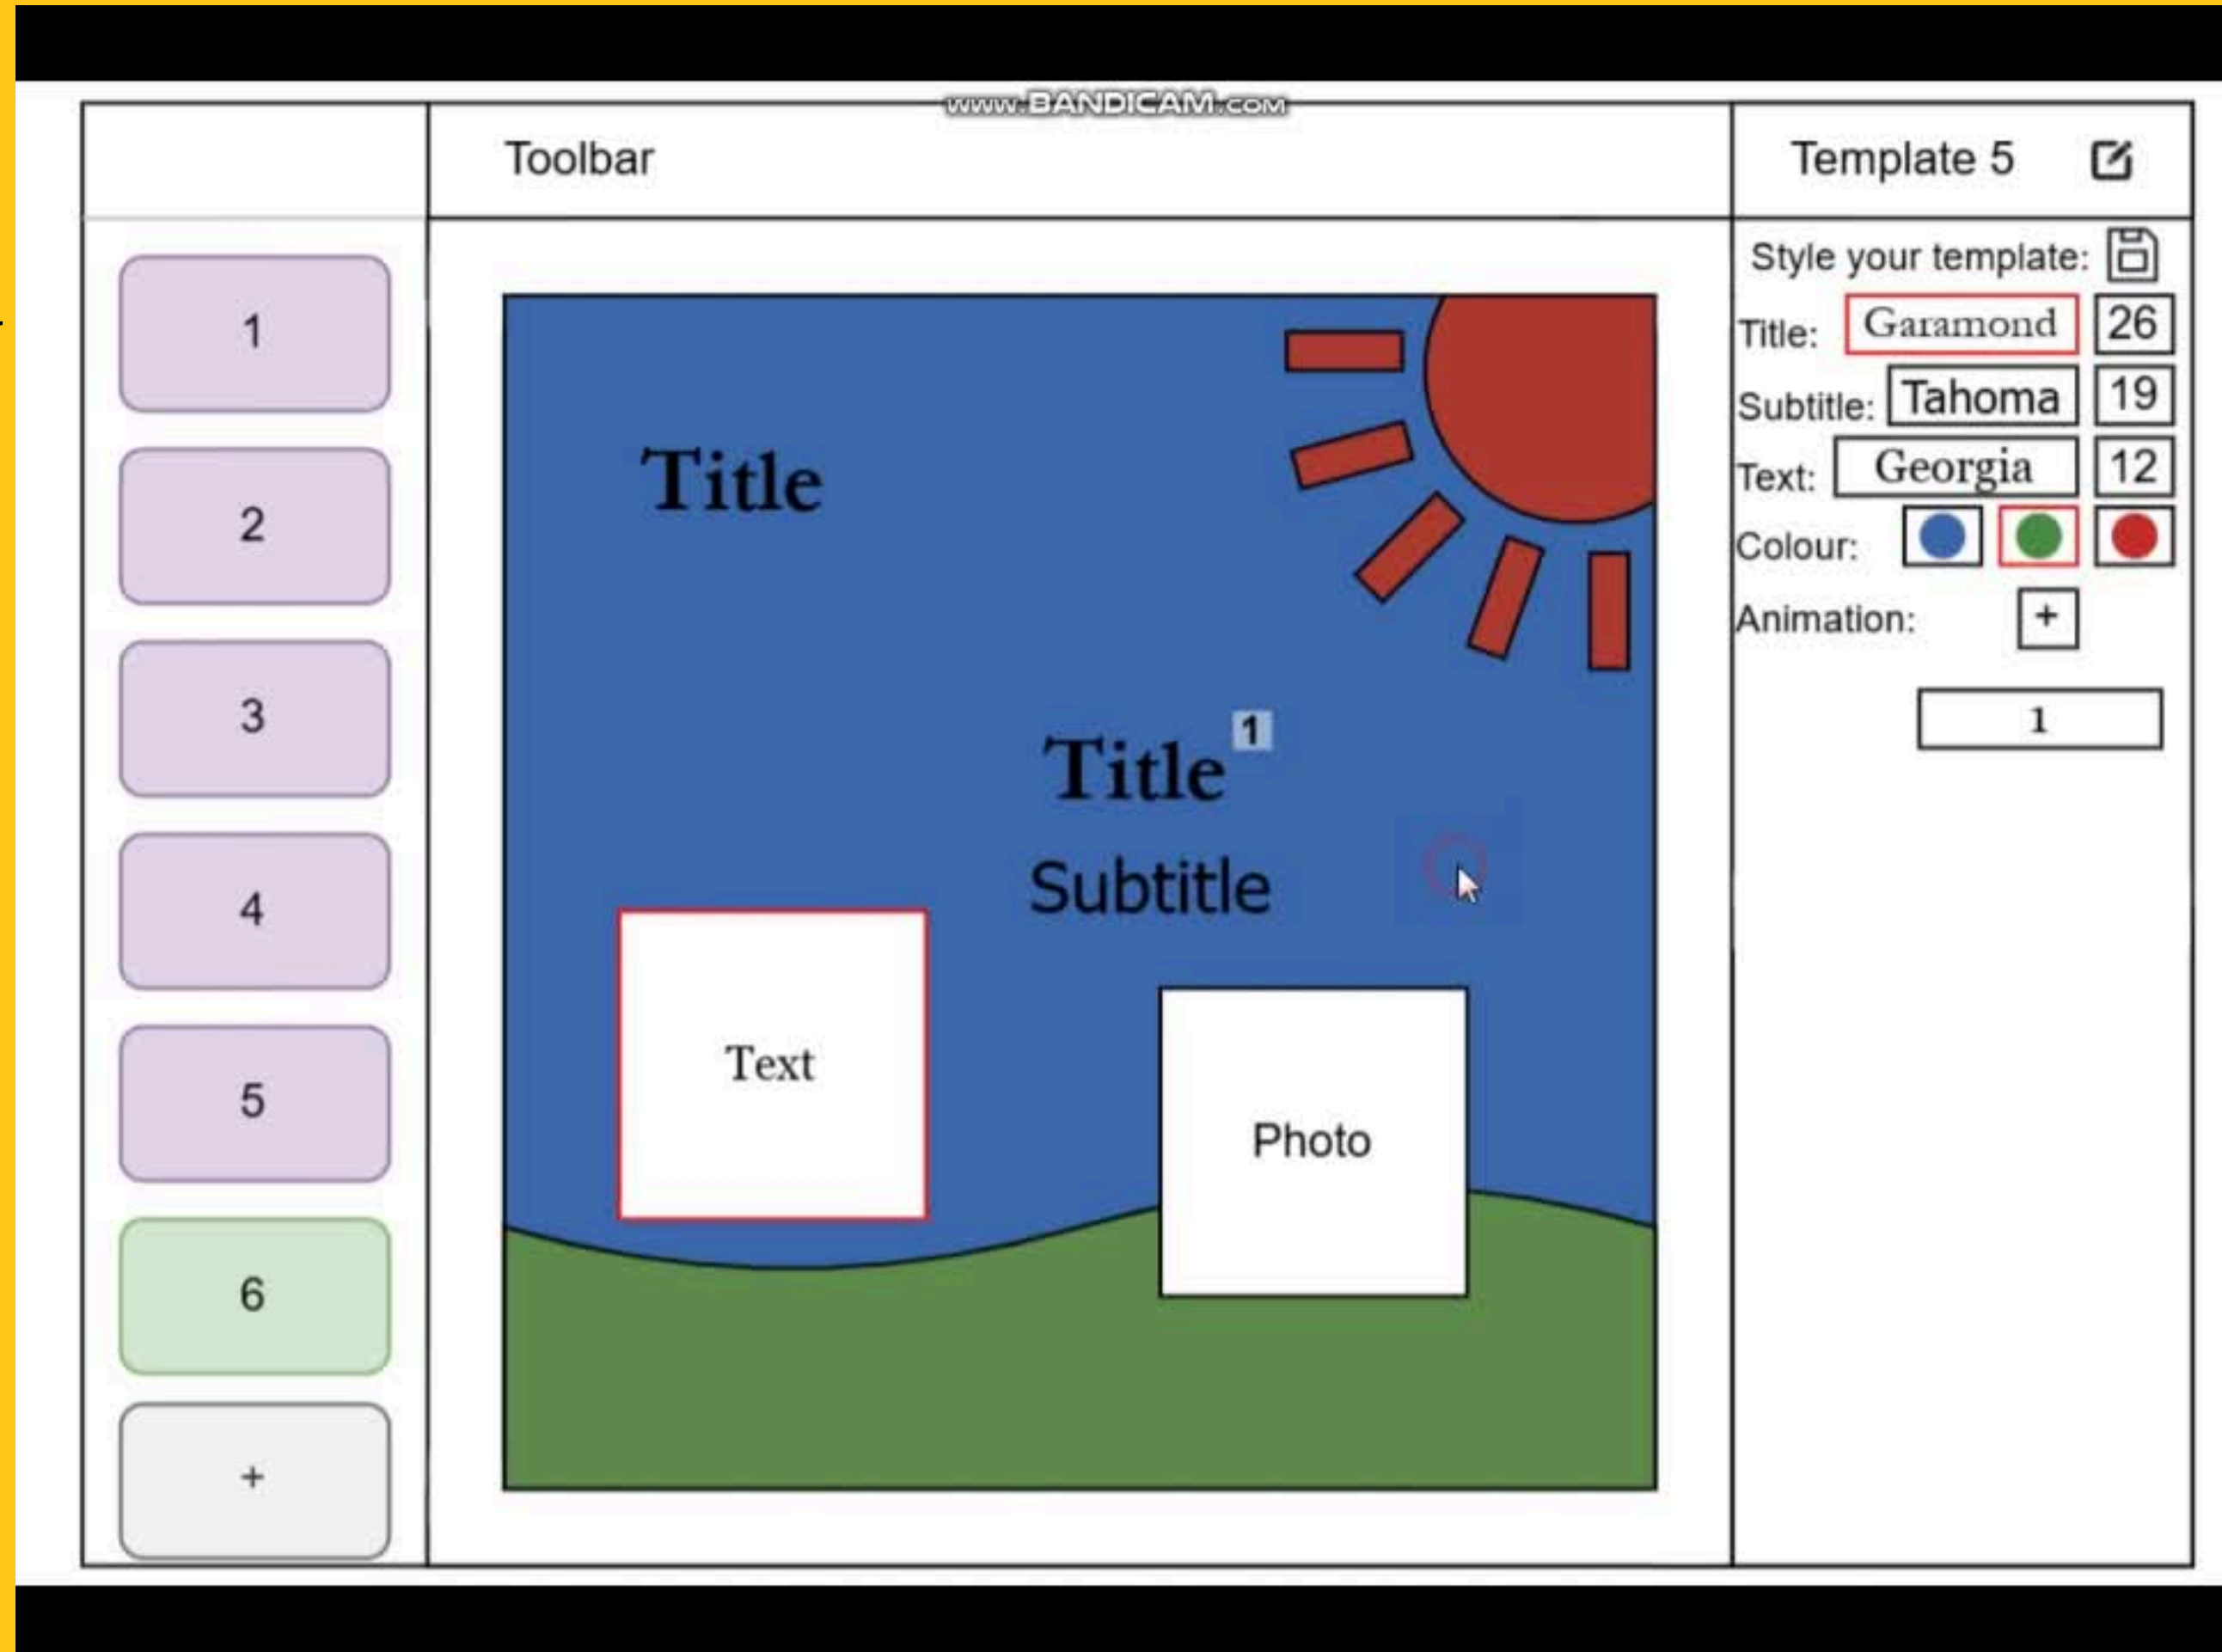 www.BANDICAM.com
Toolbar
Template 5
1
2
3
4
5
6
+
Title
Title 1
Subtitle
Text
Photo
Style your template:
Title: Garamond 26
Subtitle: Tahoma 19
Text: Georgia 12
Colour:
Animation: +
1